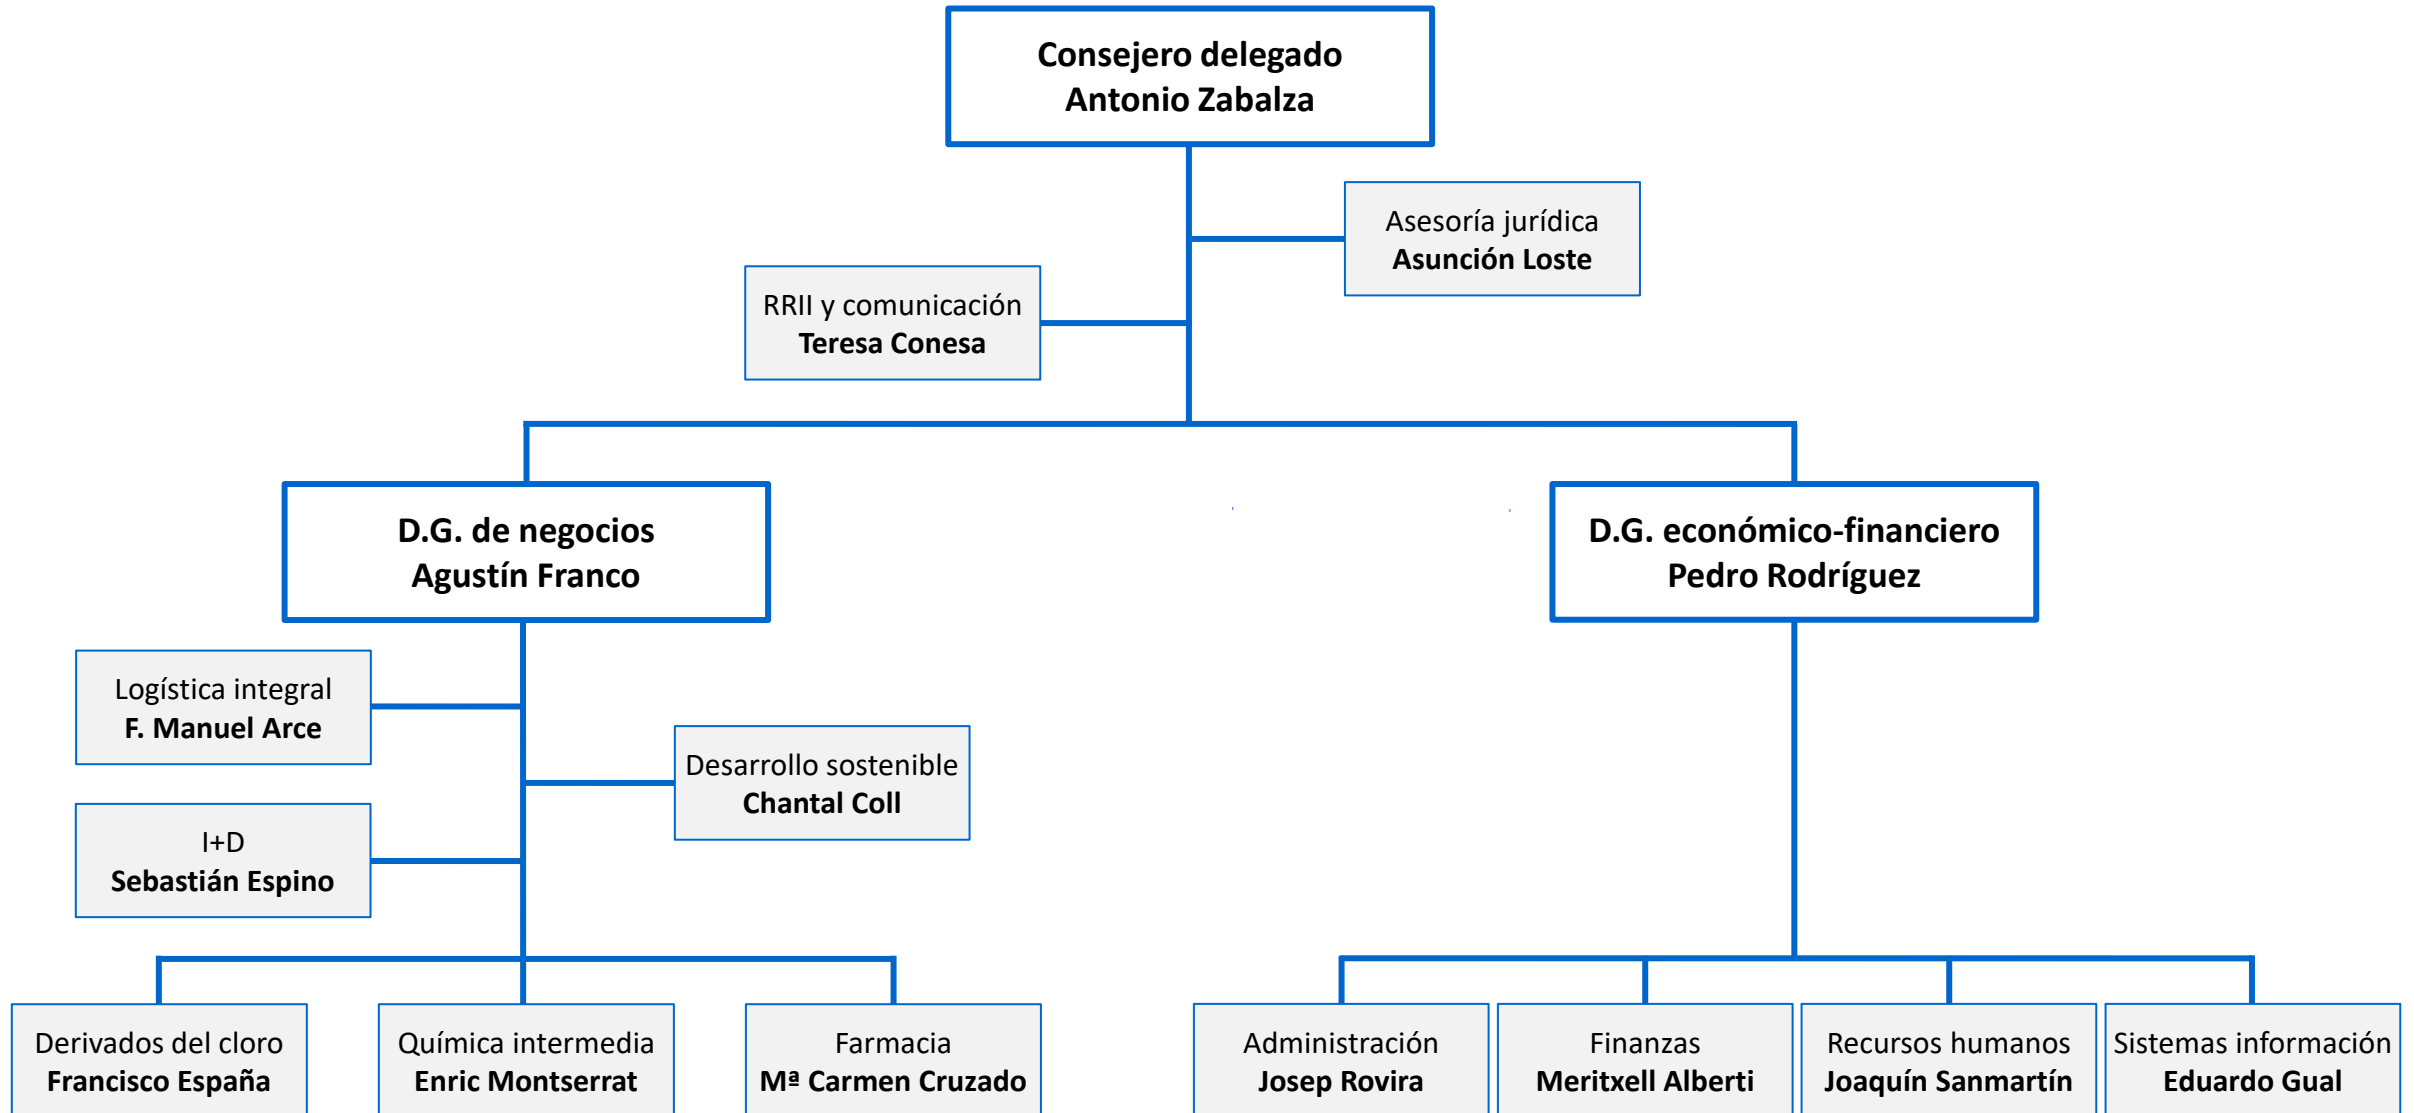 Consejero delegado
Antonio Zabalza
Asesoría jurídica
Asunción Loste
RRII y comunicación
Teresa Conesa
D.G. de negocios
Agustín Franco
D.G. económico-financiero
Pedro Rodríguez
Logística integral
F. Manuel Arce
Desarrollo sostenible
Chantal Coll
I+D
Sebastián Espino
Derivados del cloro
Francisco España
Química intermedia
Enric Montserrat
Farmacia
Mª Carmen Cruzado
Administración
Josep Rovira
Finanzas
Meritxell Alberti
Recursos humanos
Joaquín Sanmartín
Sistemas información
Eduardo Gual